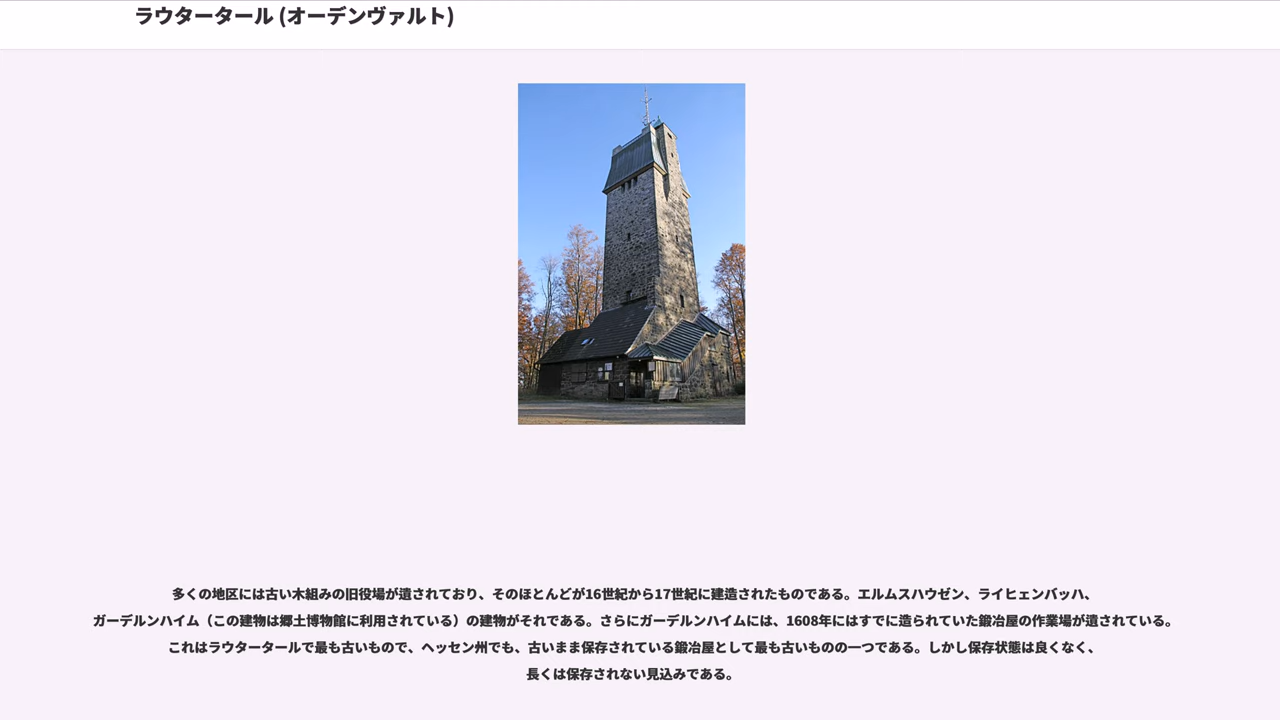 ラウタータール (オーデンヴァルト)
多くの地区には古い木組みの旧役場が遺されており、そのほとんどが16世紀から17世紀に建造されたものである。エルムスハウゼン、ライヒェンバッハ、
ガーデルンハイム（この建物は郷土博物館に利用されている）の建物がそれである。さらにガーデルンハイムには、1608年にはすでに造られていた鍛冶屋の作業場が遺されている。
これはラウタータールで最も古いもので、ヘッセン州でも、古いまま保存されている鍛冶屋として最も古いものの一つである。しかし保存状態は良くなく、
長くは保存されない見込みである。